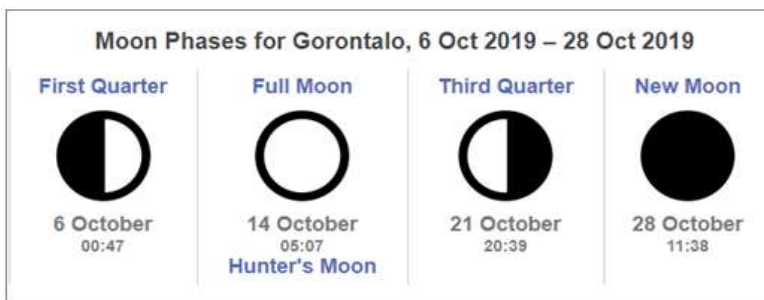 Moon Phases for Gorontalo, 6 Oct 2019 – 28 Oct 2019
First Quarter
6 October
00:47
Full Moon
14 October
05:07
Hunter's Moon
Third Quarter
21 October
20:39
New Moon
28 October
11:38